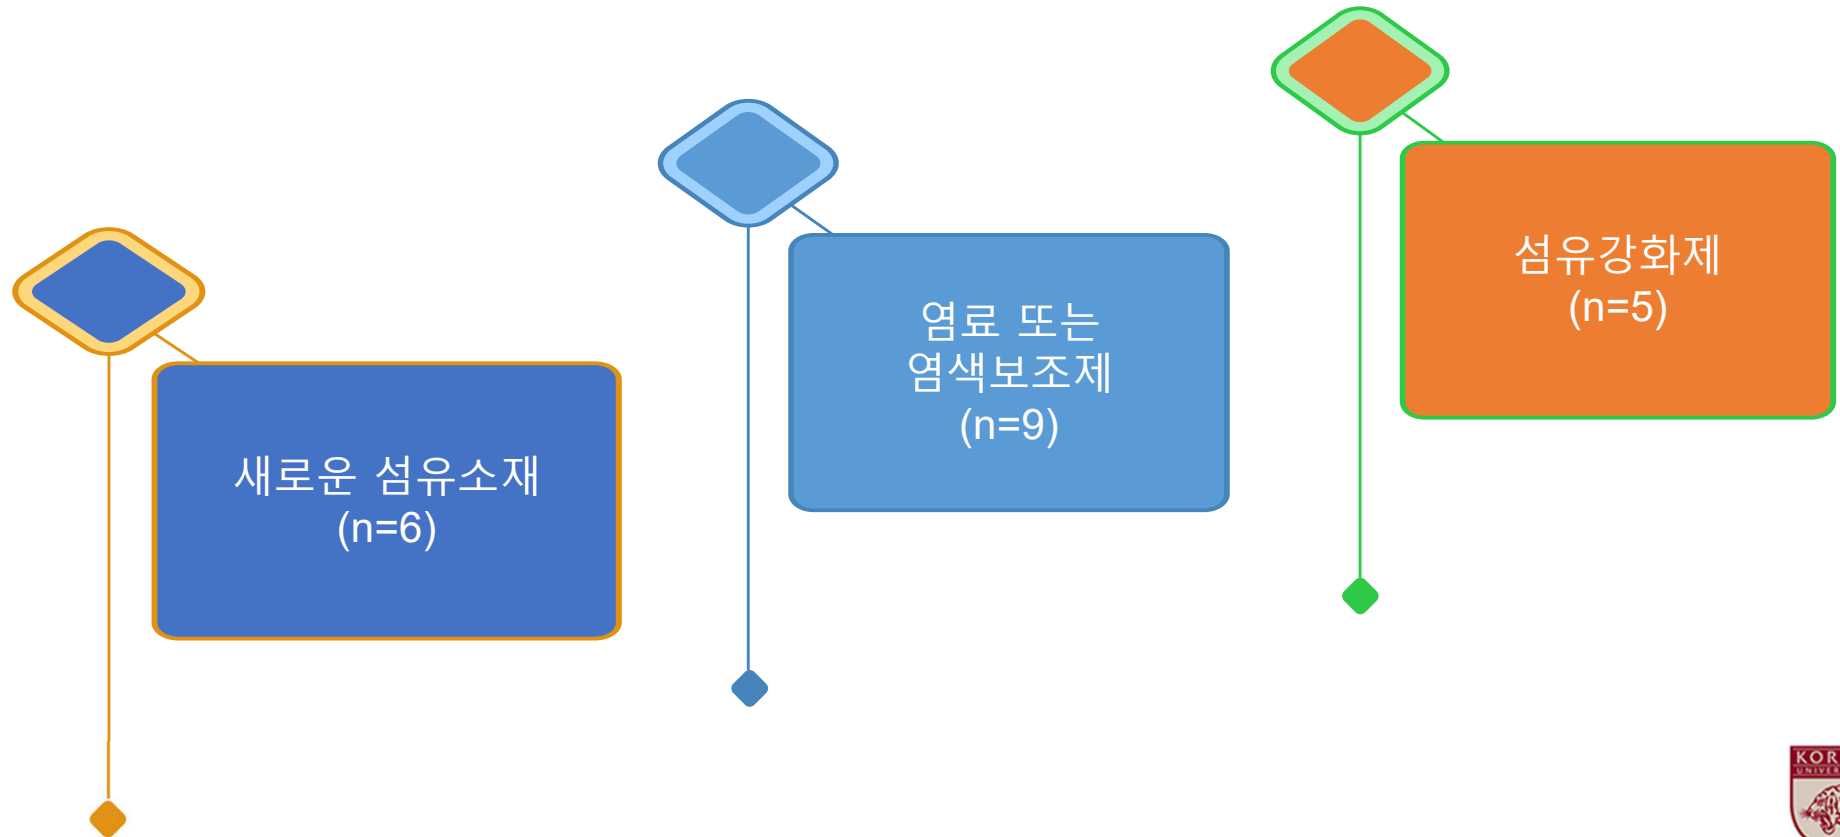 새로운 섬유소재
(n=6)
염료 또는
염색보조제
(n=9)
섬유강화제
(n=5)